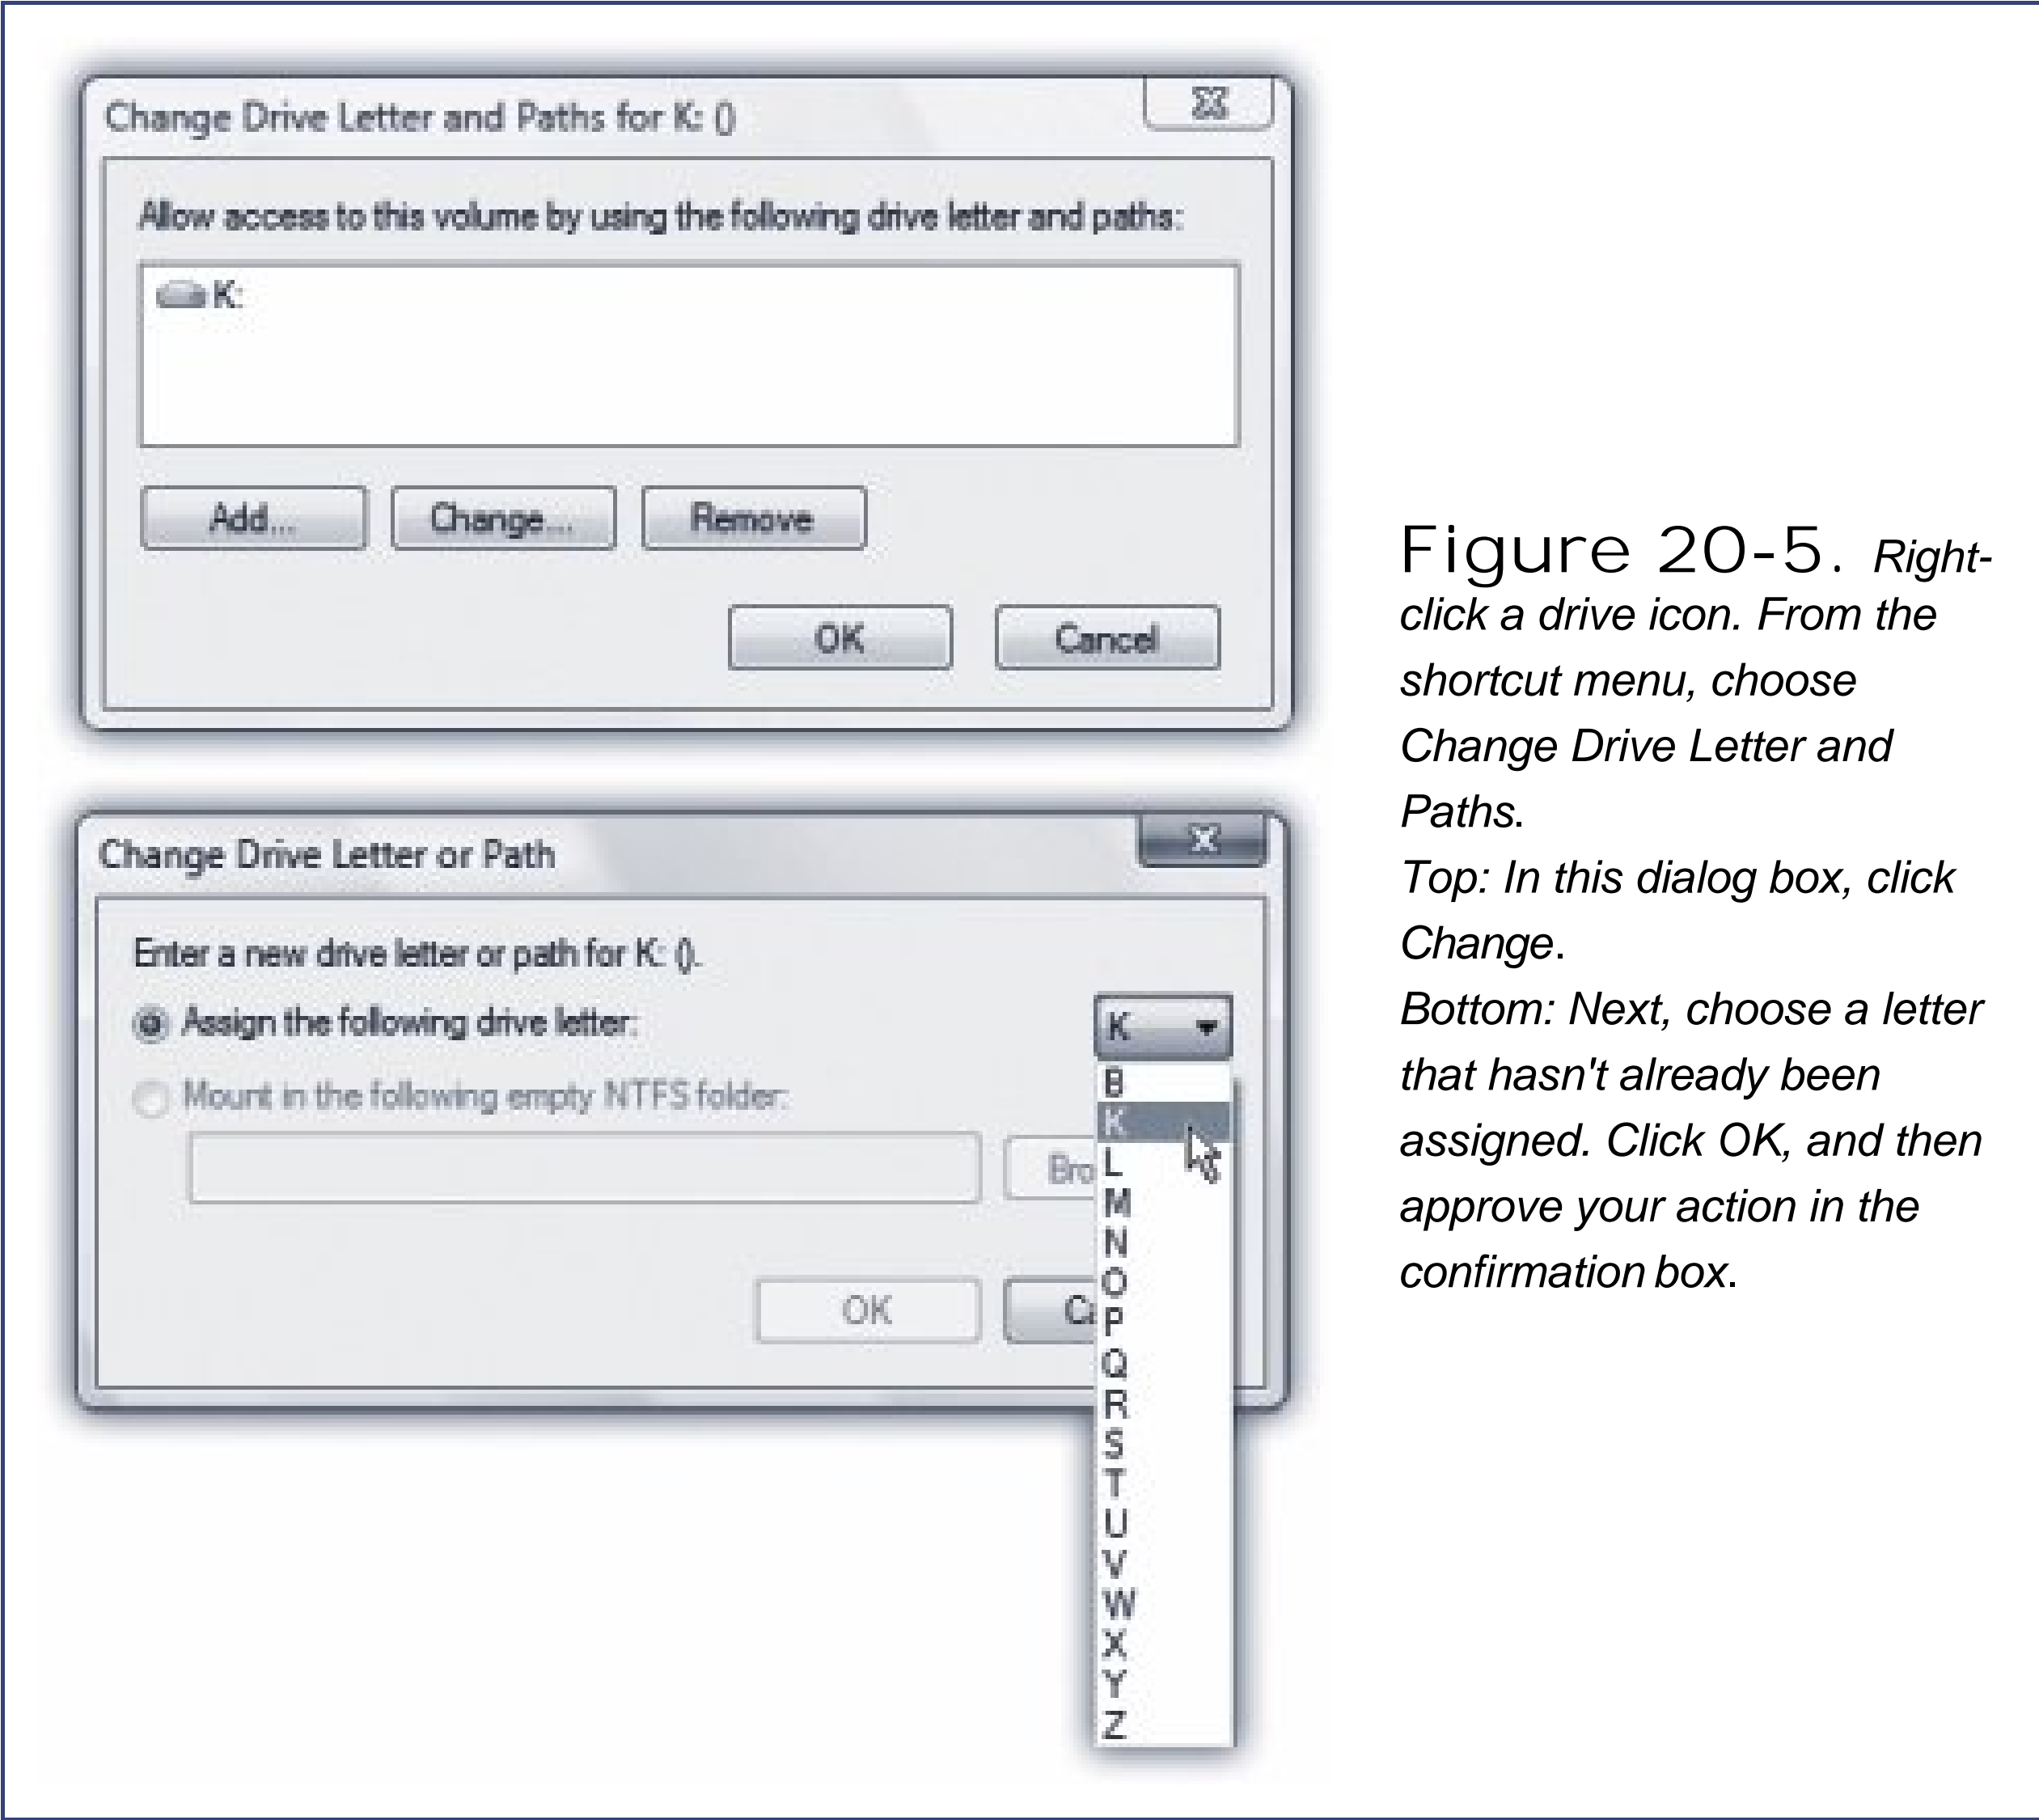 Change Drive Letter and Paths for K: ()
Allow access to this volume by using the following drive letter and paths:
K:
Add... Change... Remove
OK Cancel
Change Drive Letter or Path
Enter a new drive letter or path for K: ().
Assign the following drive letter: K
Mount in the following empty NTFS folder:
B
K
Bro L
M
N
O
OK Ca P
Q
R
S
T
U
V
W
X
Y
Z
Figure 20-5. Right-
click a drive icon. From the
shortcut menu, choose
Change Drive Letter and
Paths.
Top: In this dialog box, click
Change.
Bottom: Next, choose a letter
that hasn't already been
assigned. Click OK, and then
approve your action in the
confirmation box.